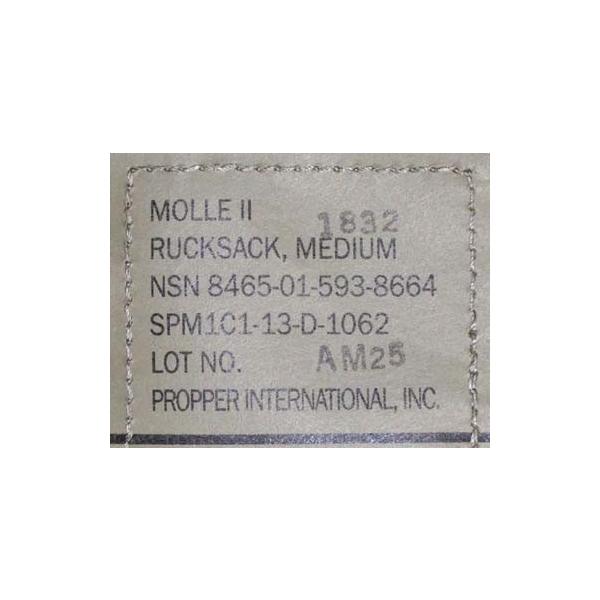 MOLLE II 1832
RUCKSACK, MEDIUM
NSN 8465-01-593-8664
SPM1C1-13-D-1062
LOT NO. AM25
PROPPER INTERNATIONAL, INC.